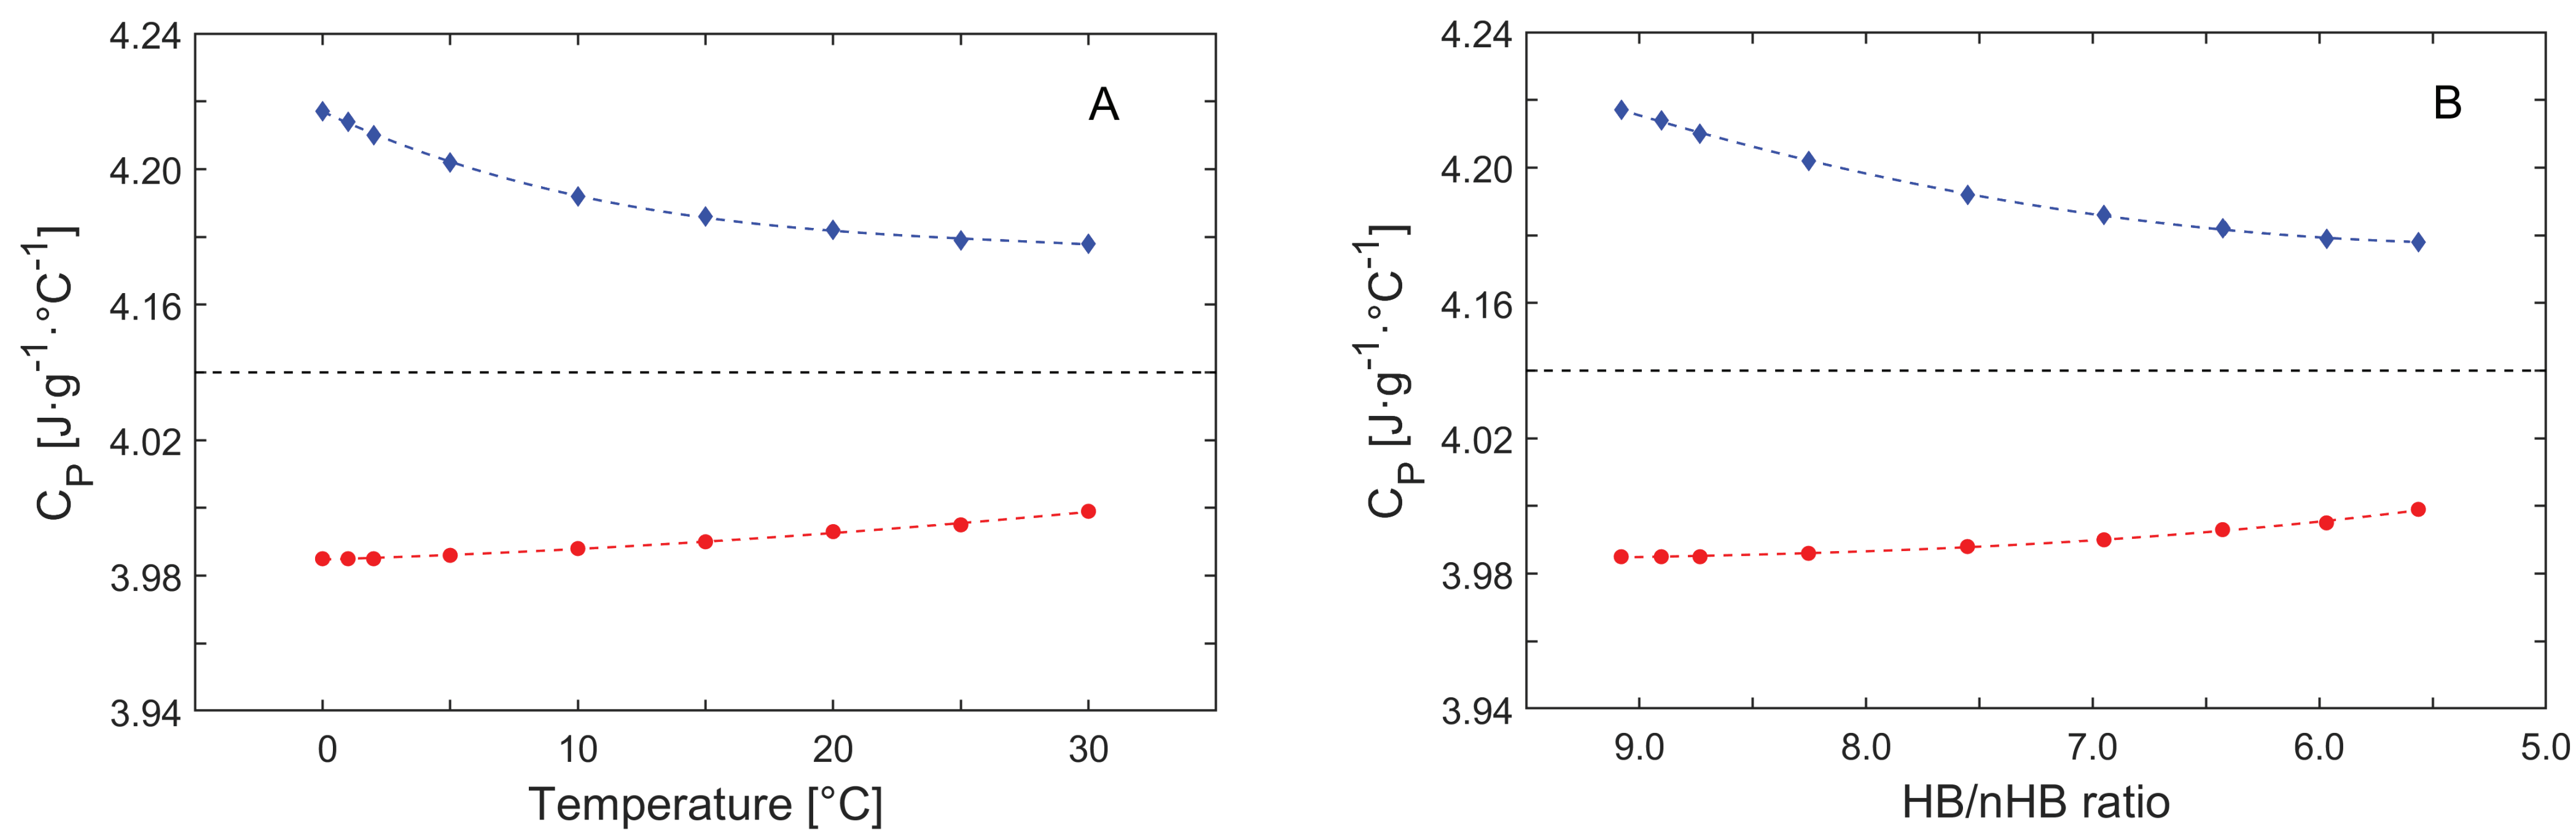 A
C_P [J·g^-1·°C^-1]
4.24
4.20
4.16
4.02
3.98
3.94
0 10 20 30
Temperature [°C]
B
C_P [J·g^-1·°C^-1]
4.24
4.20
4.16
4.02
3.98
3.94
9.0 8.0 7.0 6.0 5.0
HB/nHB ratio